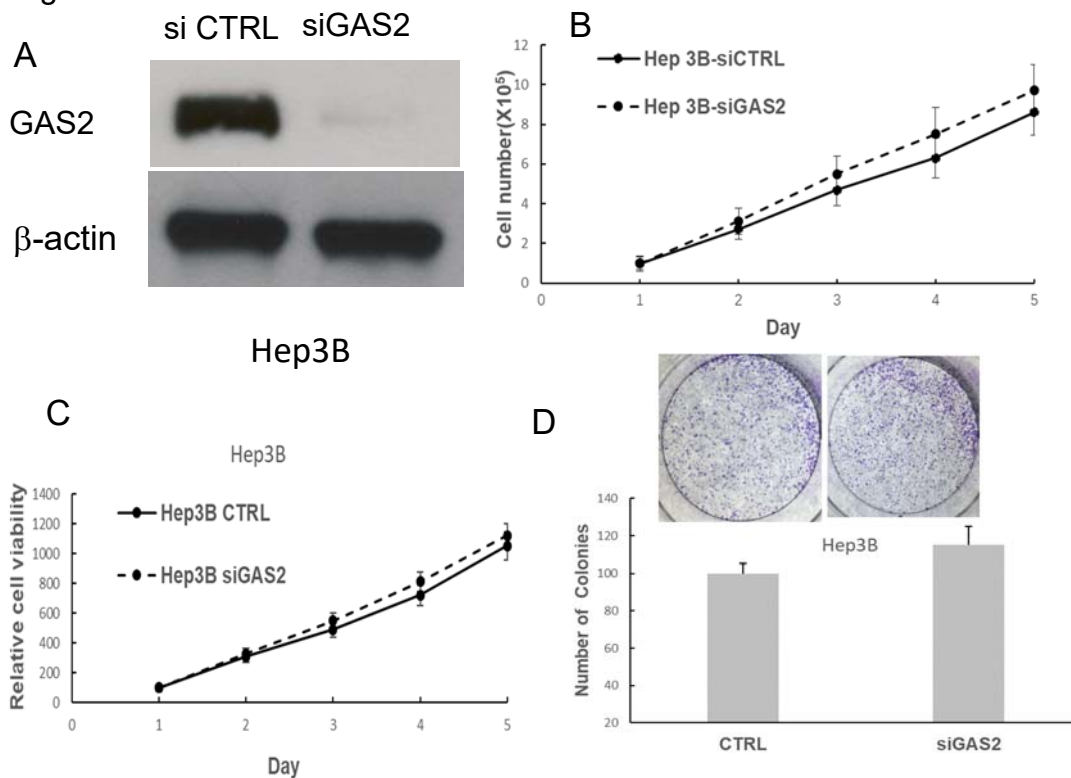 si CTRL siGAS2
A
GAS2
β-actin
Hep3B
B
Hep 3B-siCTRL
Hep 3B-siGAS2
Cell number(X10⁵)
12
10
8
6
4
2
0
0 1 2 3 4 5
Day
C
Hep3B
Hep3B CTRL
Hep3B siGAS2
Relative cell viability
1400
1200
1000
800
600
400
200
0
0 1 2 3 4 5
Day
D
Hep3B
Number of Colonies
140
120
100
80
60
40
20
CTRL siGAS2